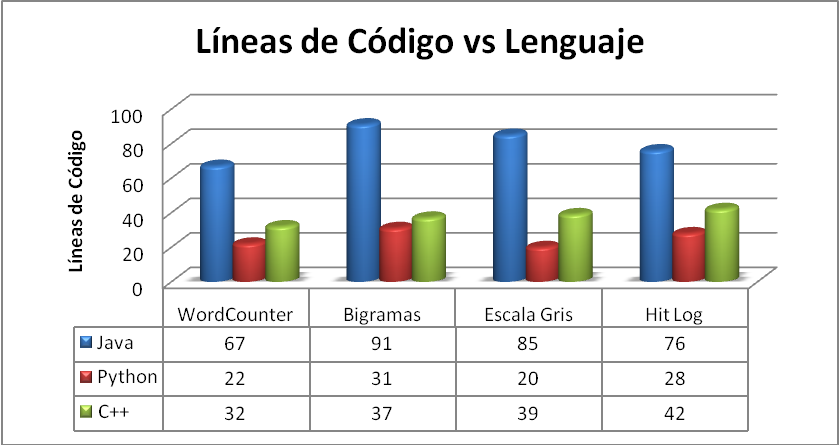 Líneas de Código vs Lenguaje
Líneas de Código
100
80
60
40
20
0
WordCounter Bigramas Escala Gris Hit Log
Java 67 91 85 76
Python 22 31 20 28
C++ 32 37 39 42